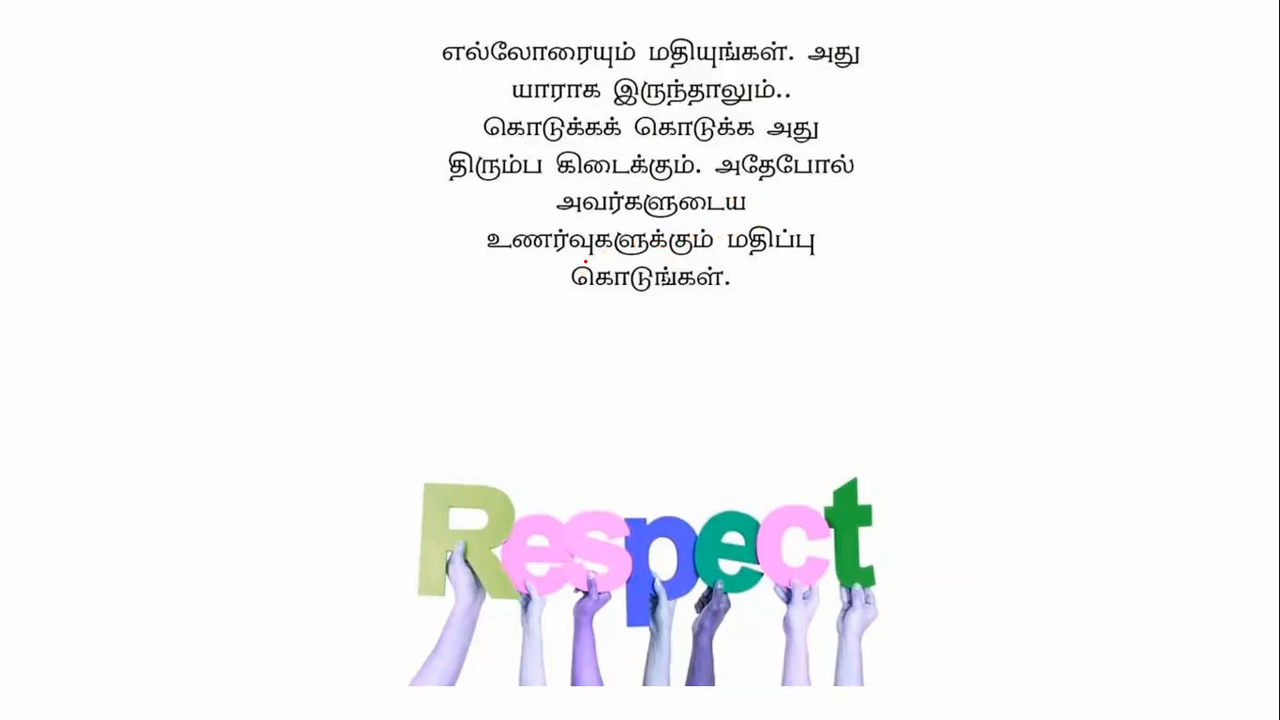 எல்லோரையும் மதியுங்கள். அது
யாராக இருந்தாலும்..
கொடுக்கக் கொடுக்க அது
திரும்ப கிடைக்கும். அதேபோல்
அவர்களுடைய
உணர்வுகளுக்கும் மதிப்பு
கொடுங்கள்.
Respect